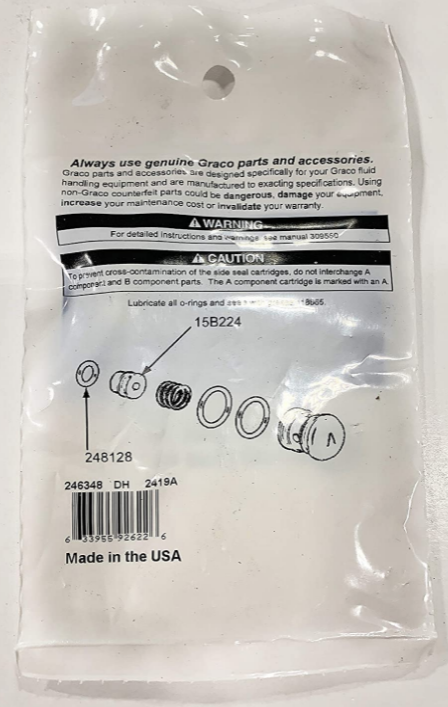 Always use genuine Graco parts and accessories.
Graco parts and accessories are designed specifically for your Graco fluid
handling equipment and are manufactured to exacting specifications. Using
non-Graco counterfeit parts could be dangerous, damage your equipment,
increase your maintenance cost or invalidate your warranty.
WARNING
For detailed instructions and warnings, see manual
CAUTION
To prevent cross-contamination of the side seal cartridges, do not interchange A
component and B component parts. The A component cartridge is marked with an A.
Lubricate all o-rings and
15B224
A
248128
246348 DH 2419A
6 33955 92622 6
Made in the USA